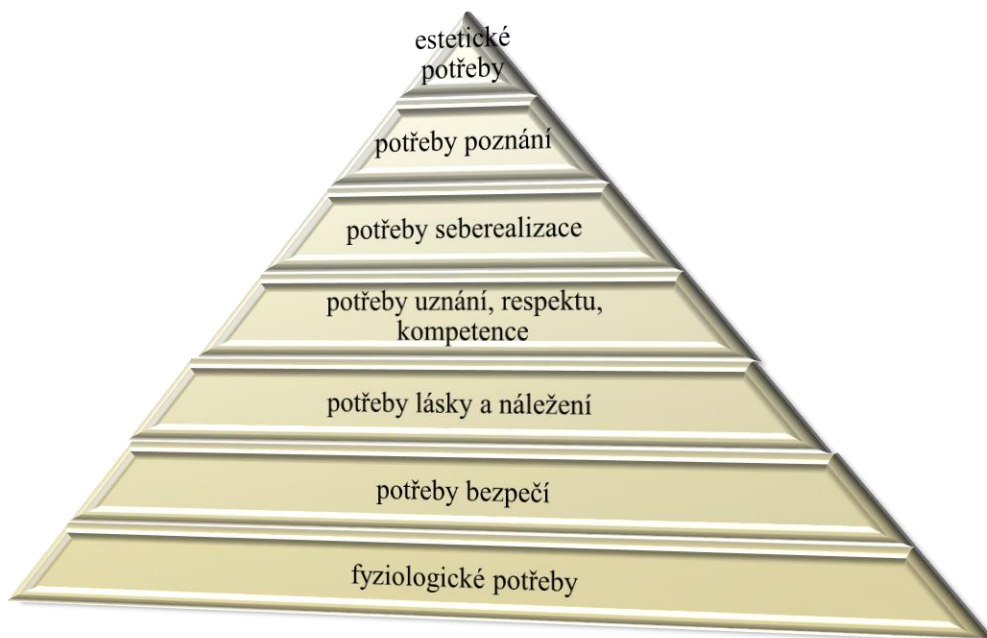 estetické
potřeby
potřeby poznání
potřeby seberealizace
potřeby uznání, respektu,
kompetence
potřeby lásky a náležení
potřeby bezpečí
fyziologické potřeby